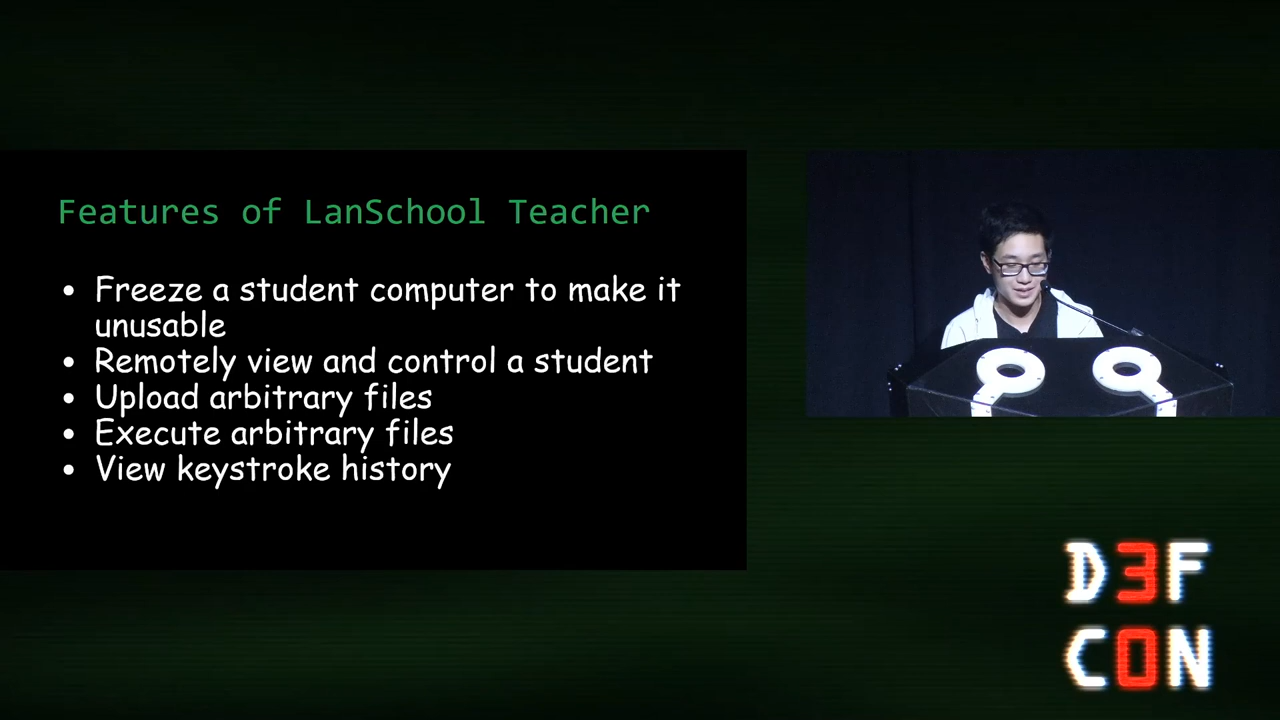 Features of LanSchool Teacher
• Freeze a student computer to make it
unusable
• Remotely view and control a student
• Upload arbitrary files
• Execute arbitrary files
• View keystroke history
D3F
C0N